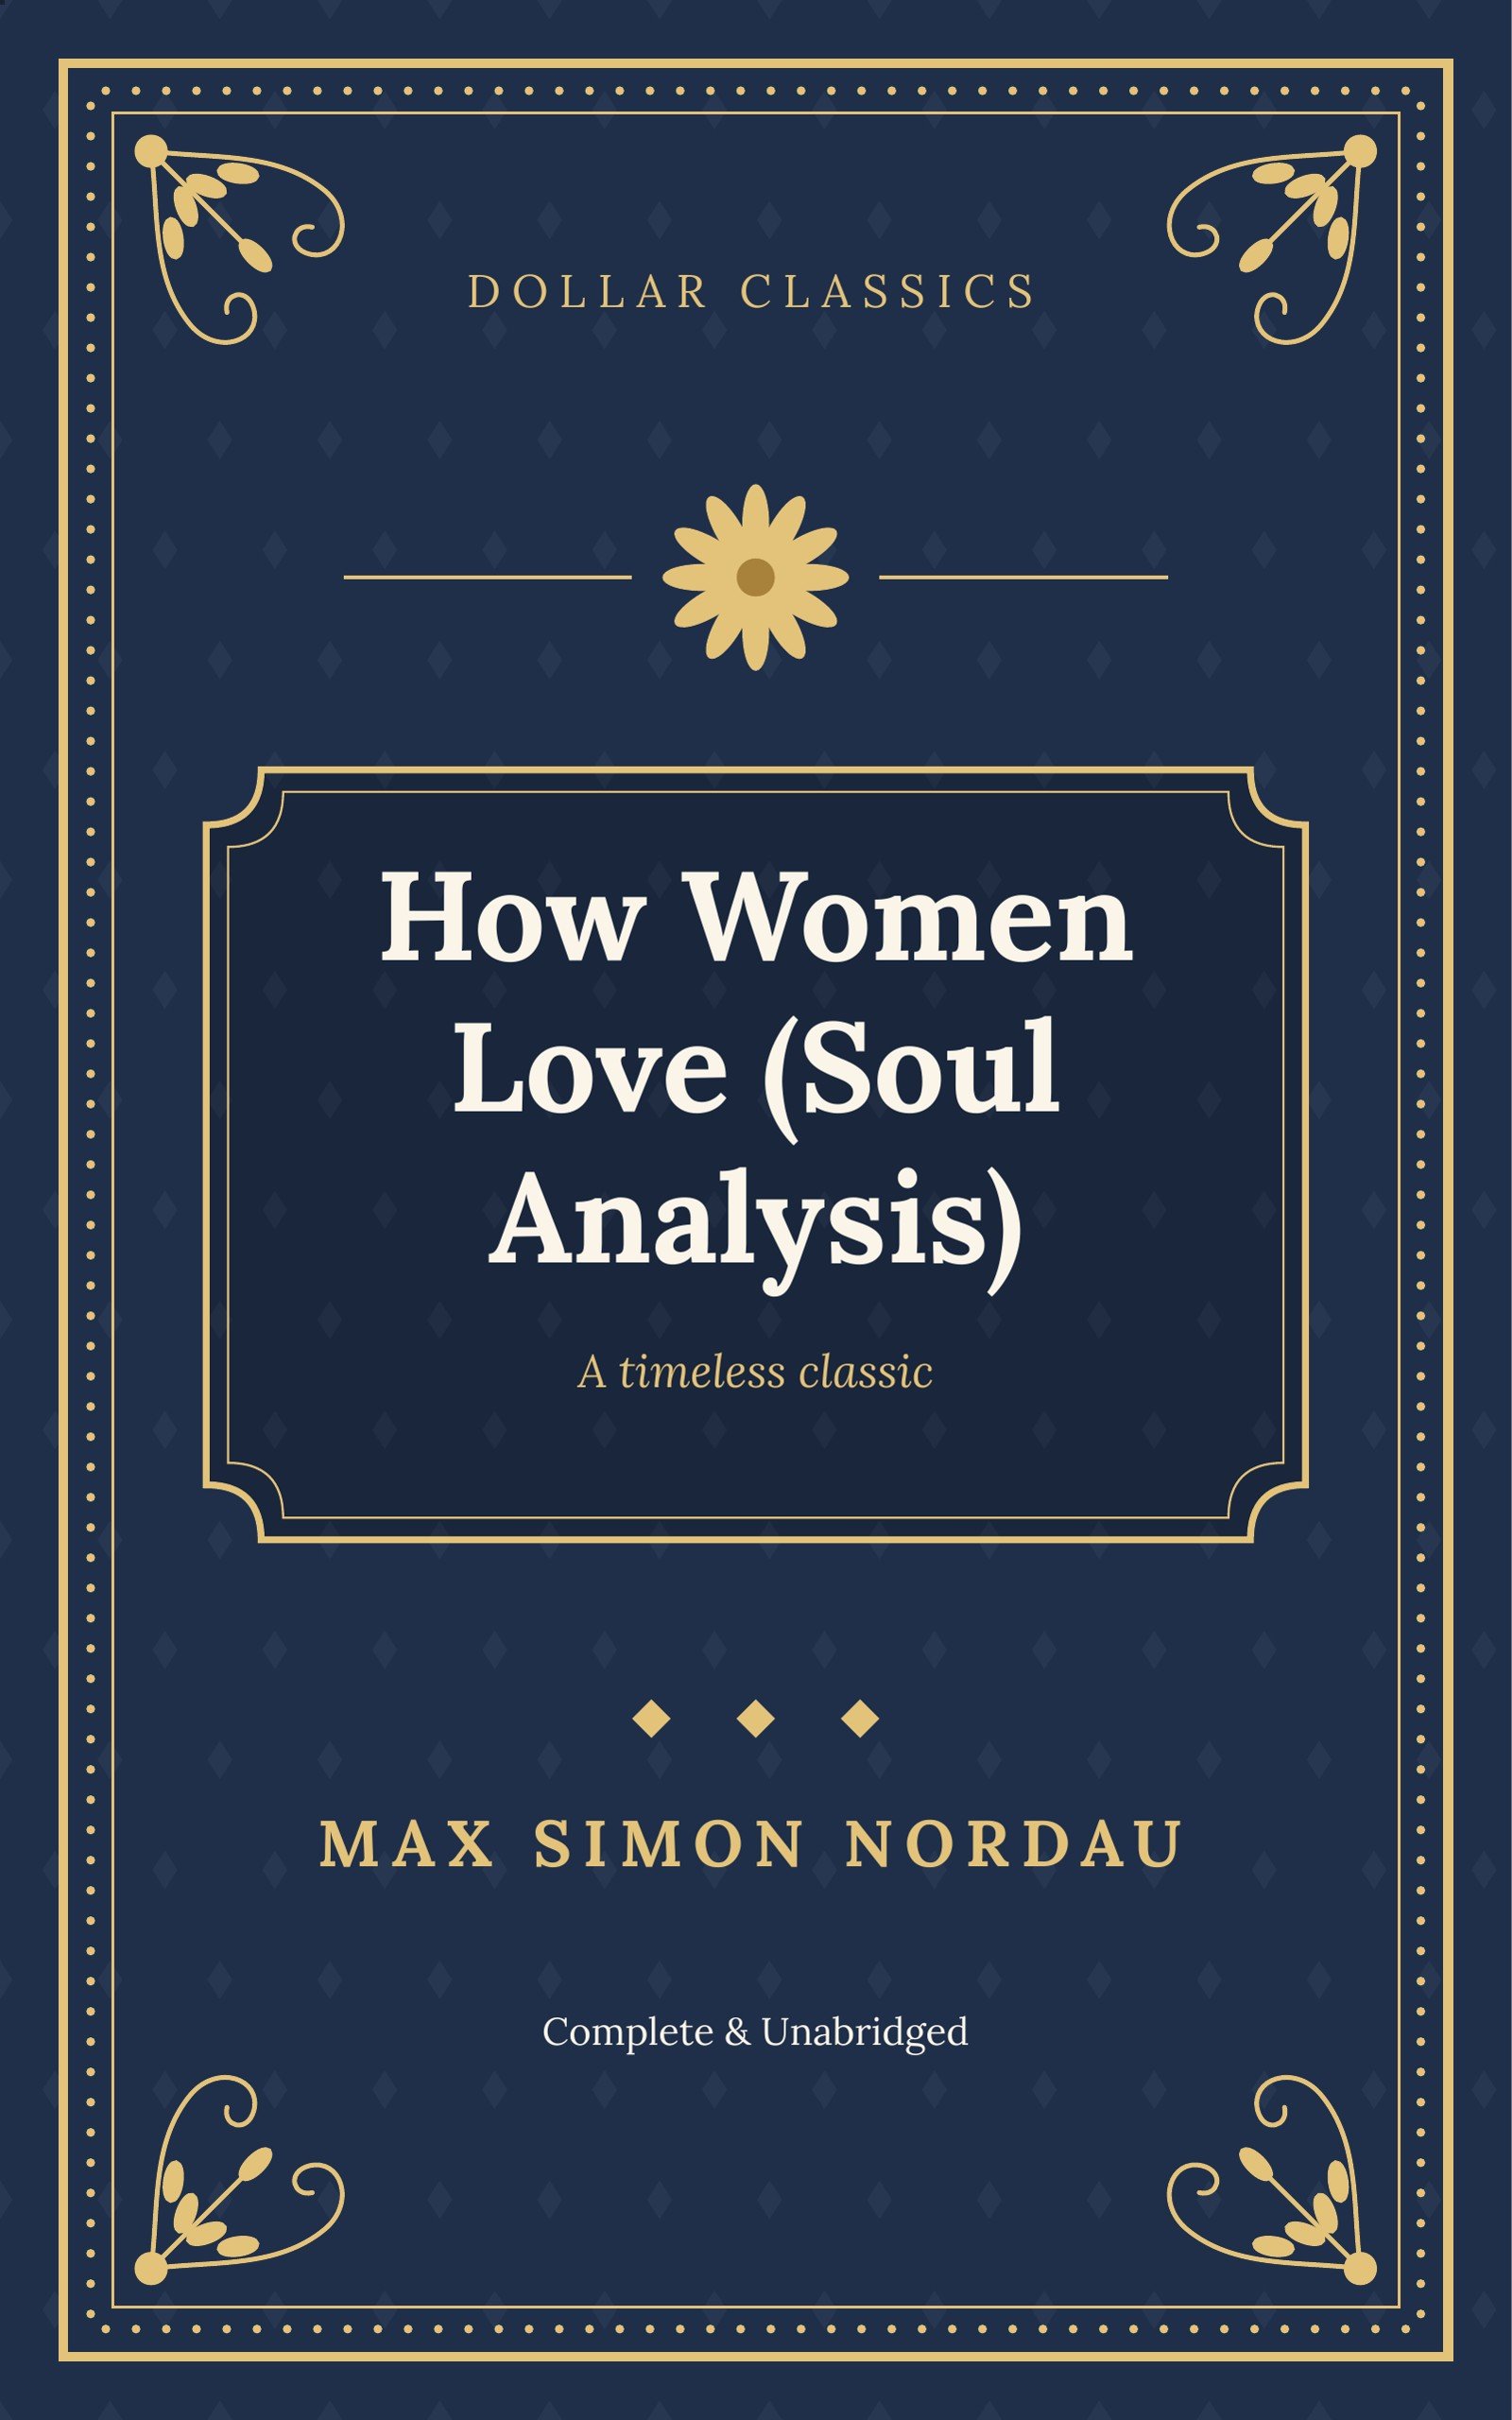 DOLLAR CLASSICS
How Women
Love (Soul
Analysis)
A timeless classic
MAX SIMON NORDAU
Complete & Unabridged